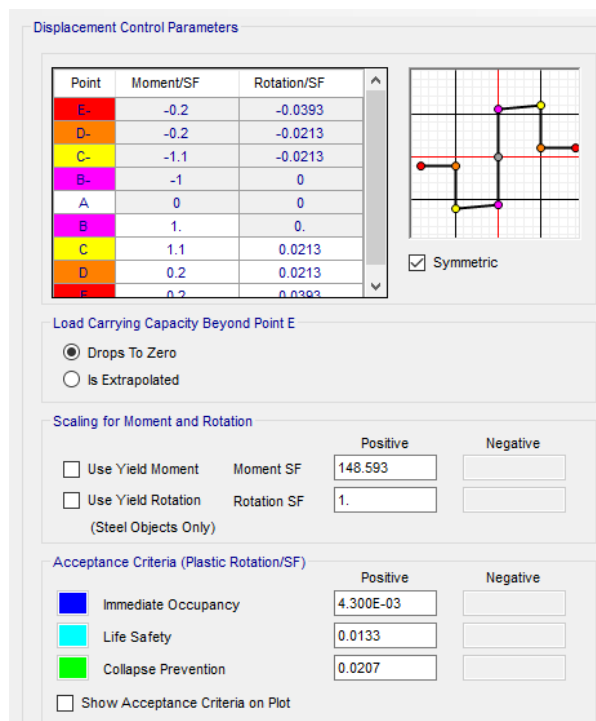 Displacement Control Parameters
Point Moment/SF Rotation/SF
E- -0.2 -0.0393
D- -0.2 -0.0213
C- -1.1 -0.0213
B- -1 0
A 0 0
B 1. 0.
C 1.1 0.0213
D 0.2 0.0213
E 0.2 0.0393
Symmetric
Load Carrying Capacity Beyond Point E
Drops To Zero
Is Extrapolated
Scaling for Moment and Rotation
Positive Negative
Use Yield Moment Moment SF 148.593
Use Yield Rotation Rotation SF 1.
(Steel Objects Only)
Acceptance Criteria (Plastic Rotation/SF)
Positive Negative
Immediate Occupancy 4.300E-03
Life Safety 0.0133
Collapse Prevention 0.0207
Show Acceptance Criteria on Plot